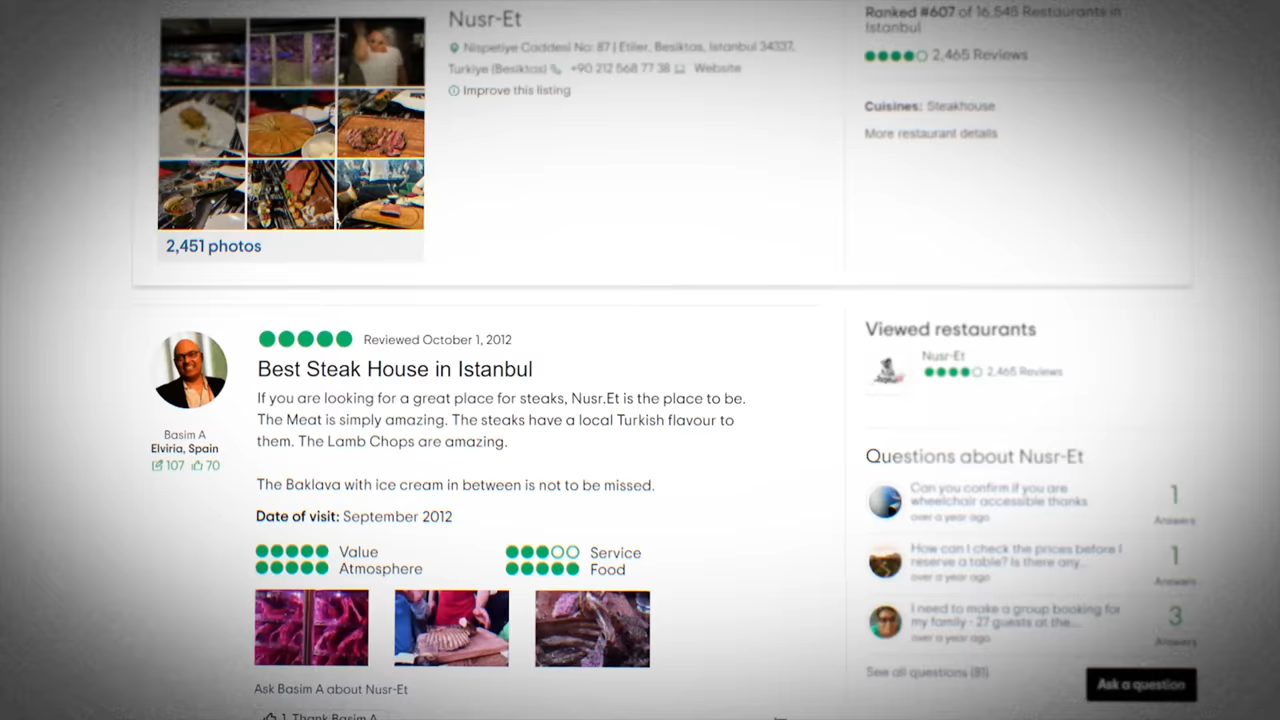 Nusr-Et
Nispetiye Caddesi No: 87 | Etiler, Besiktas, Istanbul 34337,
Turkiye (Besiktas) +90 212 568 77 38 Website
Improve this listing
Ranked #607 of 16,545 Restaurants in
Istanbul
2,465 Reviews
Cuisines: Steakhouse
More restaurant details
2,451 photos
Reviewed October 1, 2012
Best Steak House in Istanbul
If you are looking for a great place for steaks, Nusr.Et is the place to be.
The Meat is simply amazing. The steaks have a local Turkish flavour to
them. The Lamb Chops are amazing.
The Baklava with ice cream in between is not to be missed.
Basim A
Elviria, Spain
107 70
Date of visit: September 2012
Value
Atmosphere
Service
Food
Ask Basim A about Nusr-Et
1 Thank Basim A
Viewed restaurants
Nusr-Et
2,465 Reviews
Questions about Nusr-Et
Can you confirm if you are
wheelchair accessible thanks
over a year ago
1
Answers
How can I check the prices before I
reserve a table? Is there any...
over a year ago
1
Answers
I need to make a group booking for
my family - 27 guests at the...
over a year ago
3
Answers
See all questions (81)
Ask a question